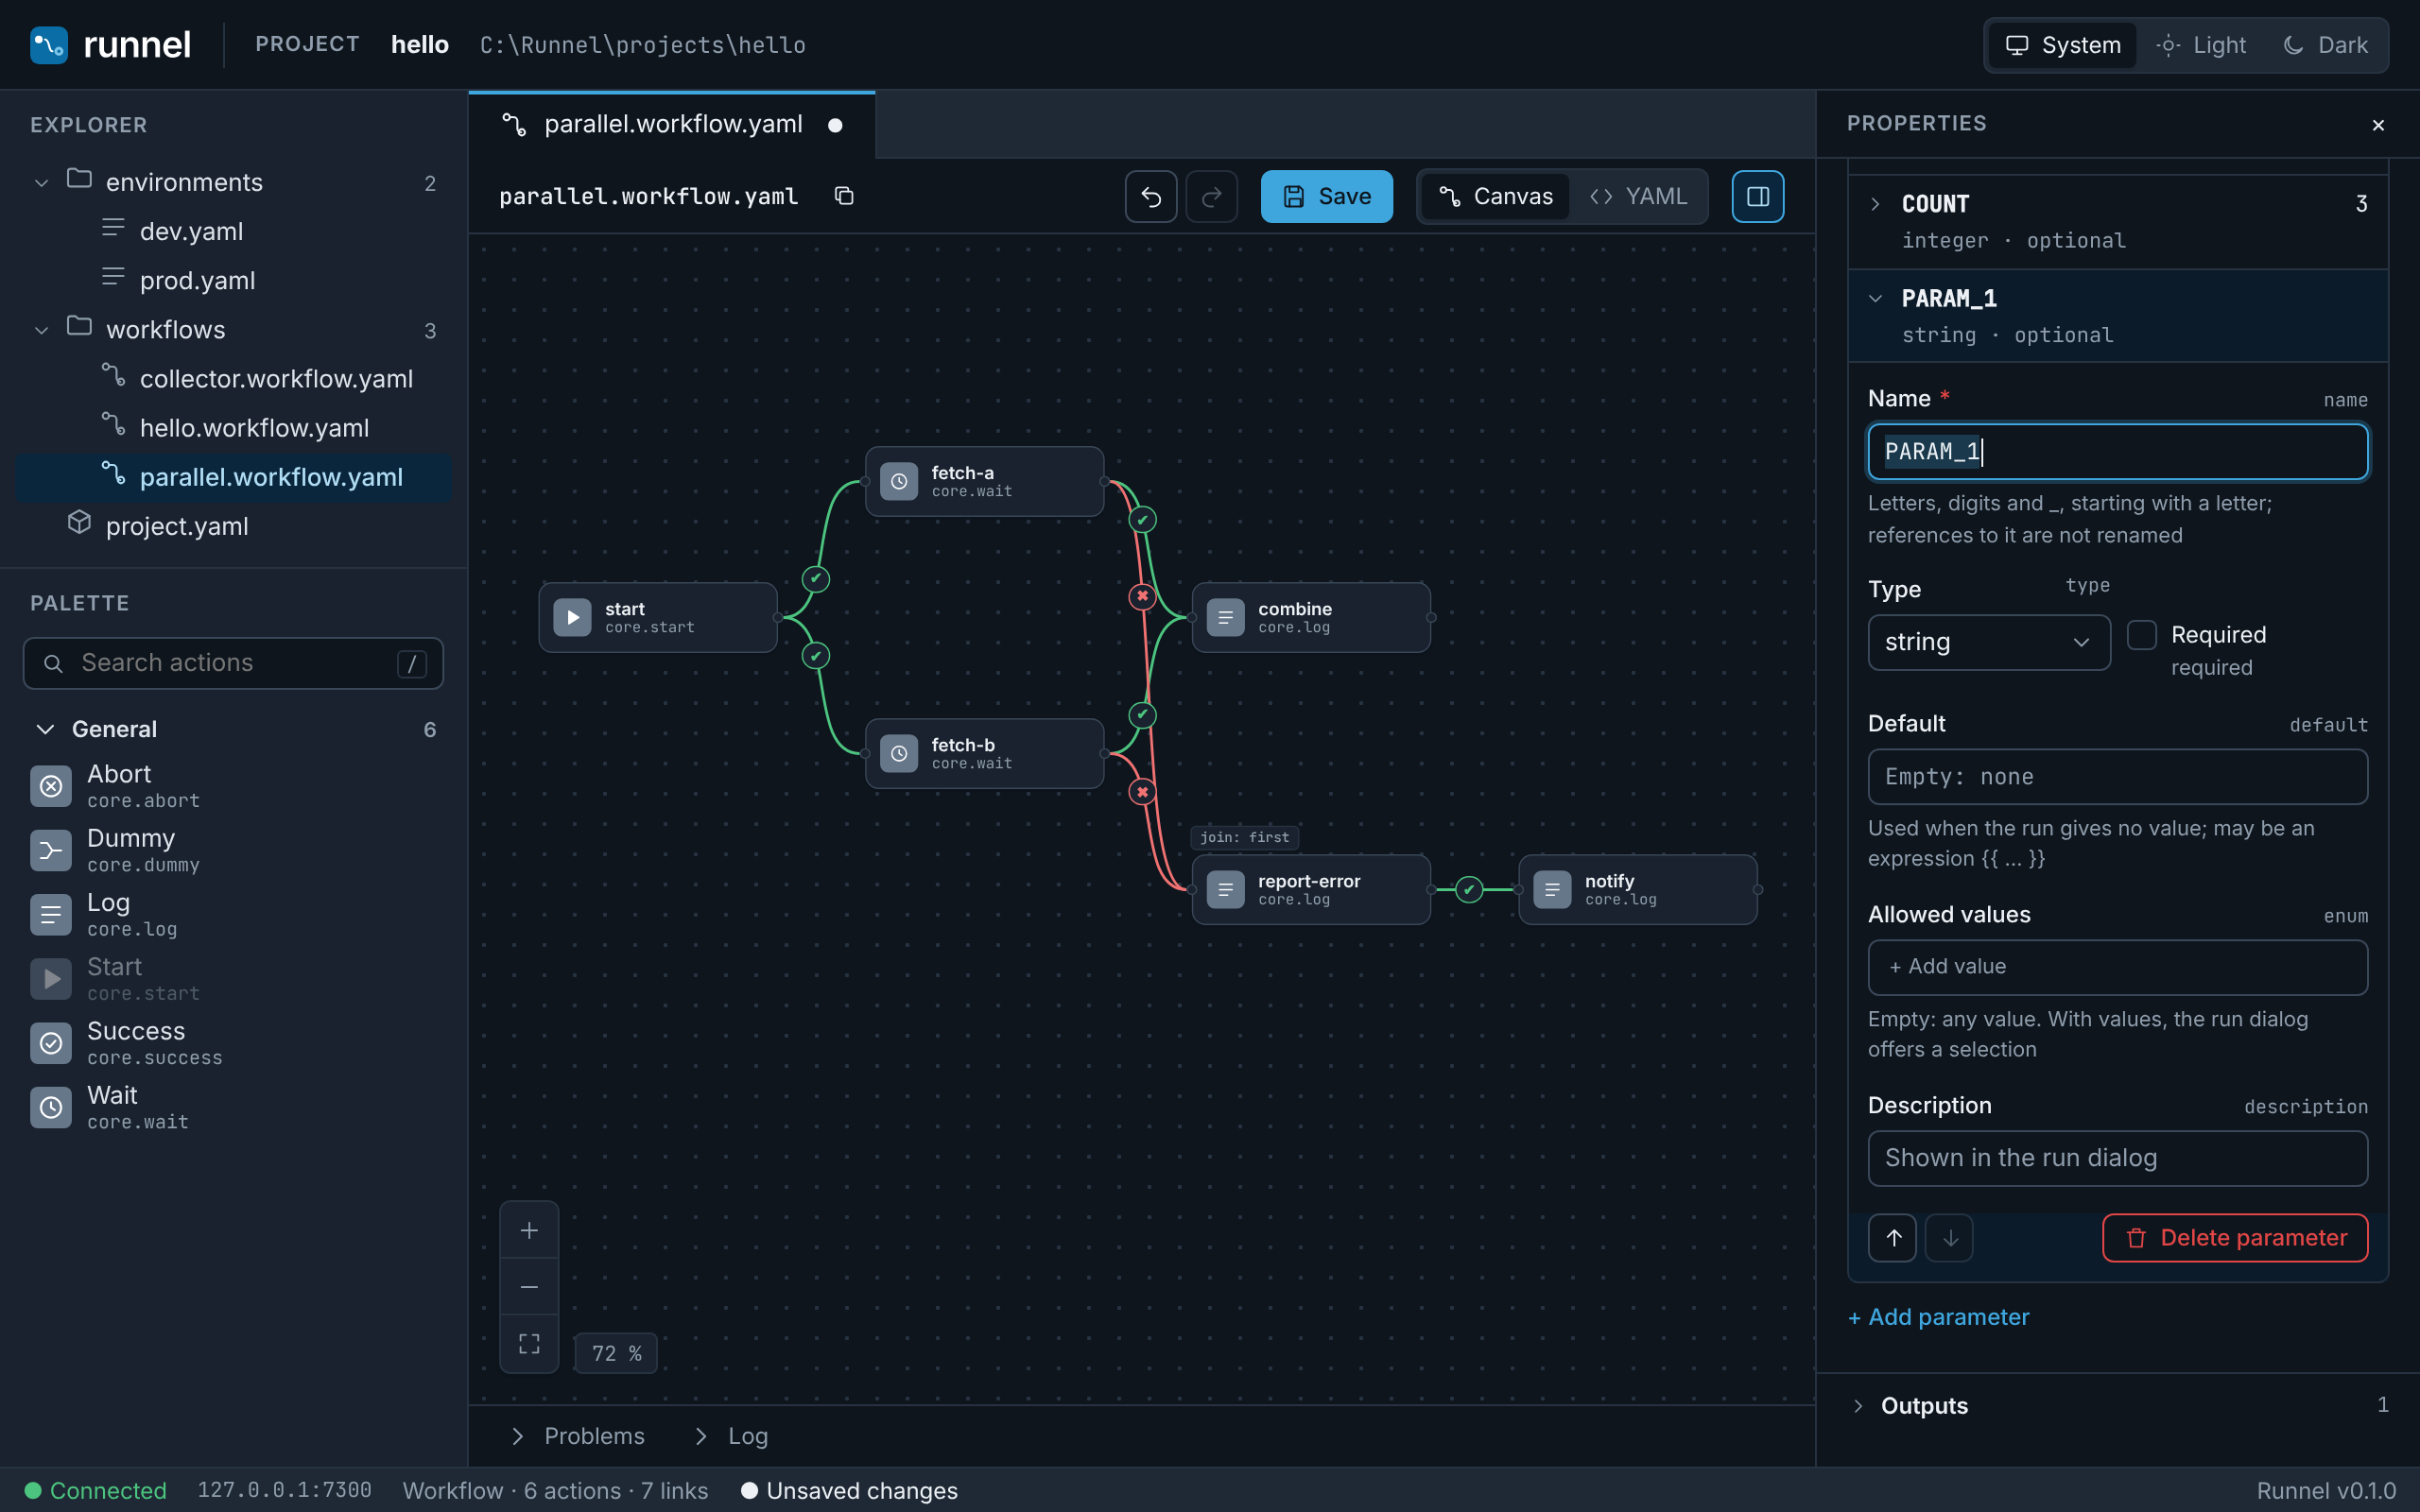 runnel
PROJECT hello C:\Runnel\projects\hello
System Light Dark
EXPLORER
environments 2
dev.yaml
prod.yaml
workflows 3
collector.workflow.yaml
hello.workflow.yaml
parallel.workflow.yaml
project.yaml
PALETTE
Search actions /
General 6
Abort
core.abort
Dummy
core.dummy
Log
core.log
Start
core.start
Success
core.success
Wait
core.wait
parallel.workflow.yaml
parallel.workflow.yaml
Save Canvas YAML
fetch-a
core.wait
start
core.start
combine
core.log
fetch-b
core.wait
join: first
report-error
core.log
notify
core.log
72 %
Problems Log
PROPERTIES
COUNT 3
integer · optional
PARAM_1
string · optional
Name * name
PARAM_1
Letters, digits and _, starting with a letter;
references to it are not renamed
Type type
string
Required
required
Default default
Empty: none
Used when the run gives no value; may be an
expression {{ ... }}
Allowed values enum
+ Add value
Empty: any value. With values, the run dialog
offers a selection
Description description
Shown in the run dialog
Delete parameter
+ Add parameter
Outputs 1
Connected 127.0.0.1:7300 Workflow · 6 actions · 7 links Unsaved changes
Runnel v0.1.0